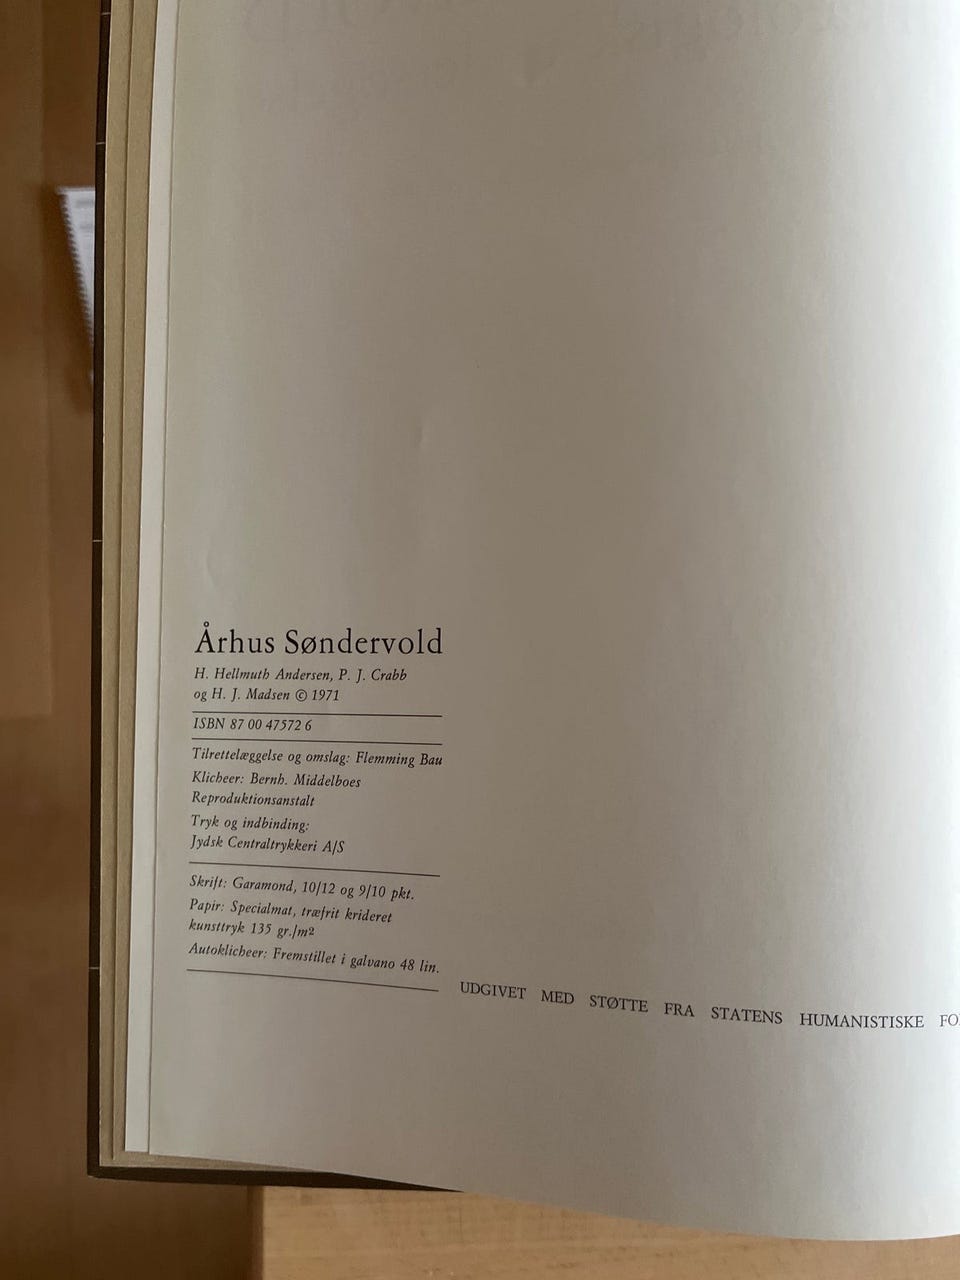 Århus Søndervold
H. Hellmuth Andersen, P. J. Crabb
og H. J. Madsen © 1971
ISBN 87 00 47572 6
Tilrettelæggelse og omslag: Flemming Bau
Klicheer: Bernh. Middelboes
Reproduktionsanstalt
Tryk og indbinding:
Jydsk Centraltrykkeri A/S
Skrift: Garamond, 10/12 og 9/10 pkt.
Papir: Specialmat, træfrit krideret
kunsttryk 135 gr./m²
Autoklicheer: Fremstillet i galvano 48 lin.
UDGIVET MED STØTTE FRA STATENS HUMANISTISKE